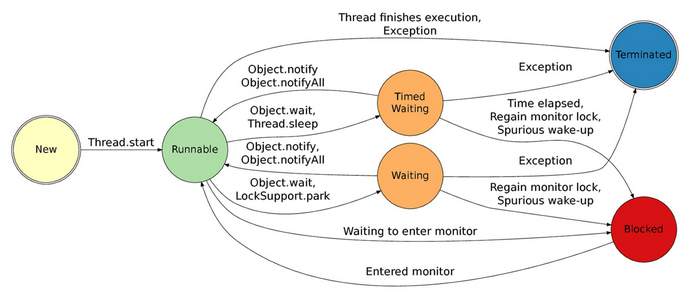 Thread finishes execution,
Exception
Terminated
Object.notify
Object.notifyAll
Exception
Timed
Waiting
Object.wait,
Thread.sleep
Time elapsed,
Regain monitor lock,
Spurious wake-up
New
Thread.start
Runnable
Object.notify,
Object.notifyAll
Waiting
Exception
Object.wait,
LockSupport.park
Regain monitor lock,
Spurious wake-up
Waiting to enter monitor
Blocked
Entered monitor